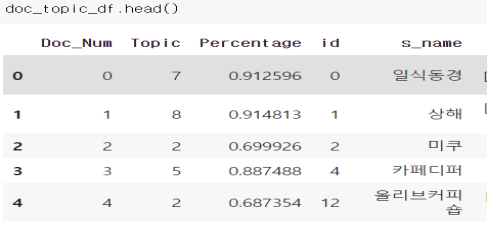 doc_topic_df.head()
Doc_Num Topic Percentage id s_name
0 0 7 0.912596 0 일식동경
1 1 8 0.914813 1 상해
2 2 2 0.699926 2 미쿠
3 3 5 0.887488 4 카페디퍼
4 4 2 0.687354 12 올리브커피
숍